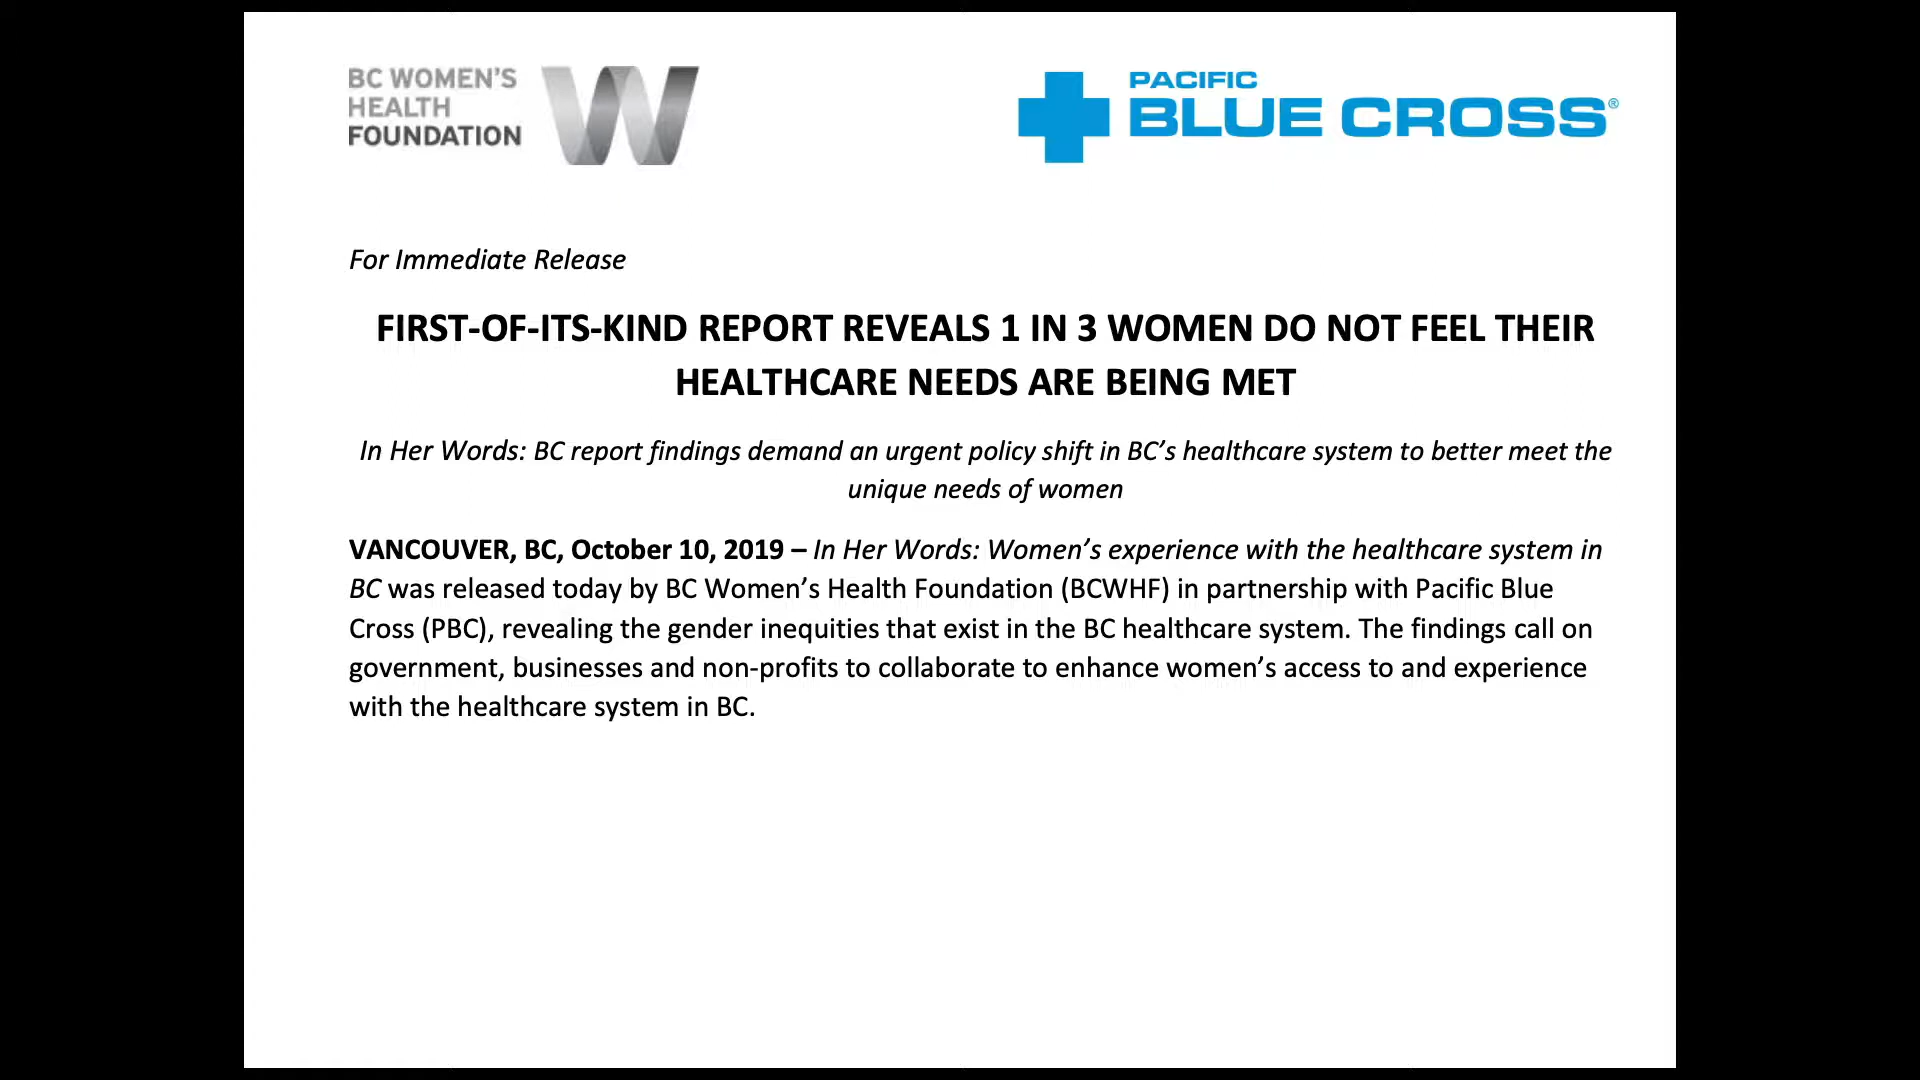 BC WOMEN'S
HEALTH
FOUNDATION
W
PACIFIC
BLUE CROSS®
For Immediate Release
FIRST-OF-ITS-KIND REPORT REVEALS 1 IN 3 WOMEN DO NOT FEEL THEIR
HEALTHCARE NEEDS ARE BEING MET
In Her Words: BC report findings demand an urgent policy shift in BC’s healthcare system to better meet the
unique needs of women
VANCOUVER, BC, October 10, 2019 – In Her Words: Women’s experience with the healthcare system in
BC was released today by BC Women’s Health Foundation (BCWHF) in partnership with Pacific Blue
Cross (PBC), revealing the gender inequities that exist in the BC healthcare system. The findings call on
government, businesses and non-profits to collaborate to enhance women’s access to and experience
with the healthcare system in BC.